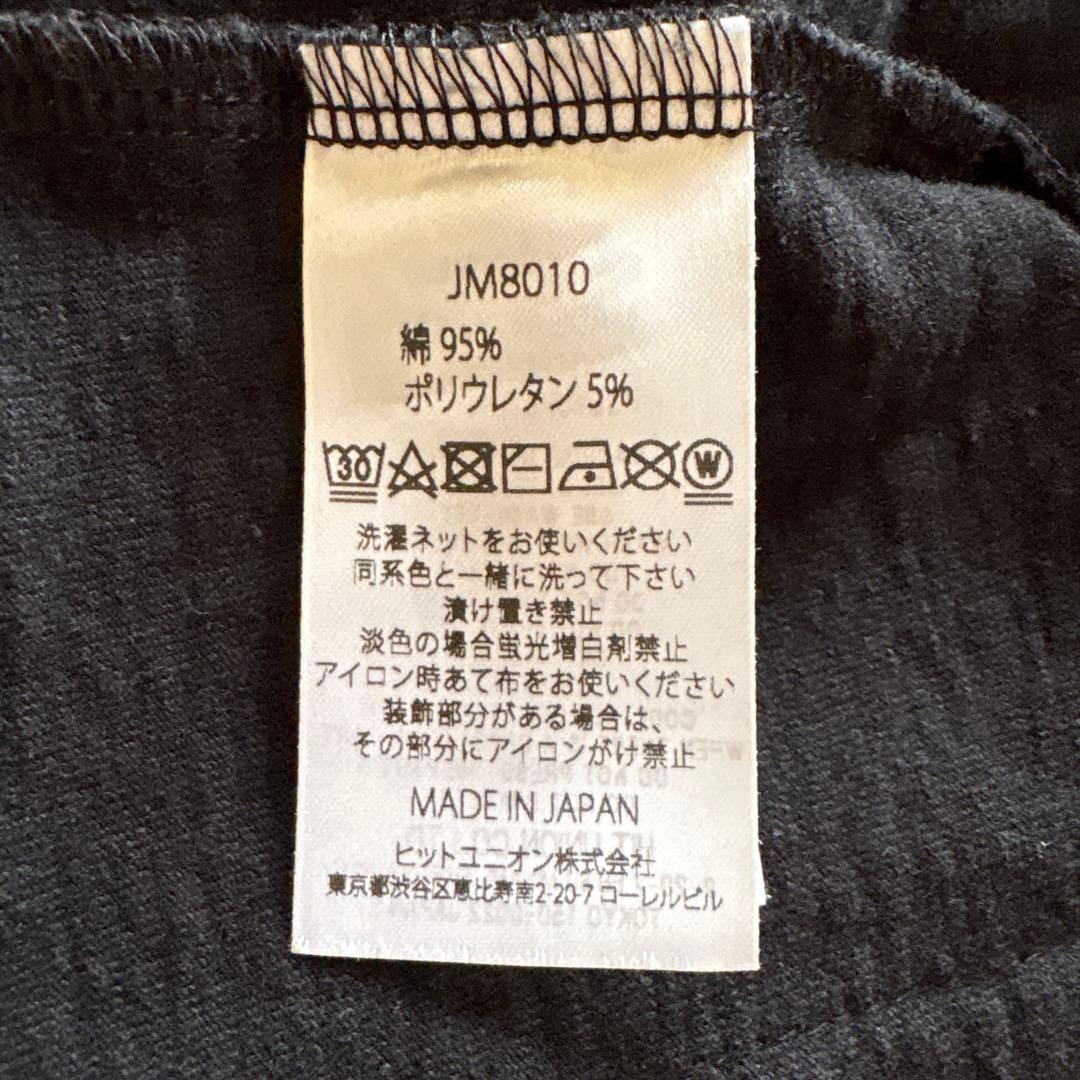 JM8010
綿 95%
ポリウレタン 5%
30 W
洗濯ネットをお使いください
同系色と一緒に洗って下さい
漬け置き禁止
淡色の場合蛍光増白剤禁止
アイロン時あて布をお使いください
装飾部分がある場合は、
その部分にアイロンがけ禁止
MADE IN JAPAN
ヒットユニオン株式会社
東京都渋谷区恵比寿南2-20-7 ローレルビル